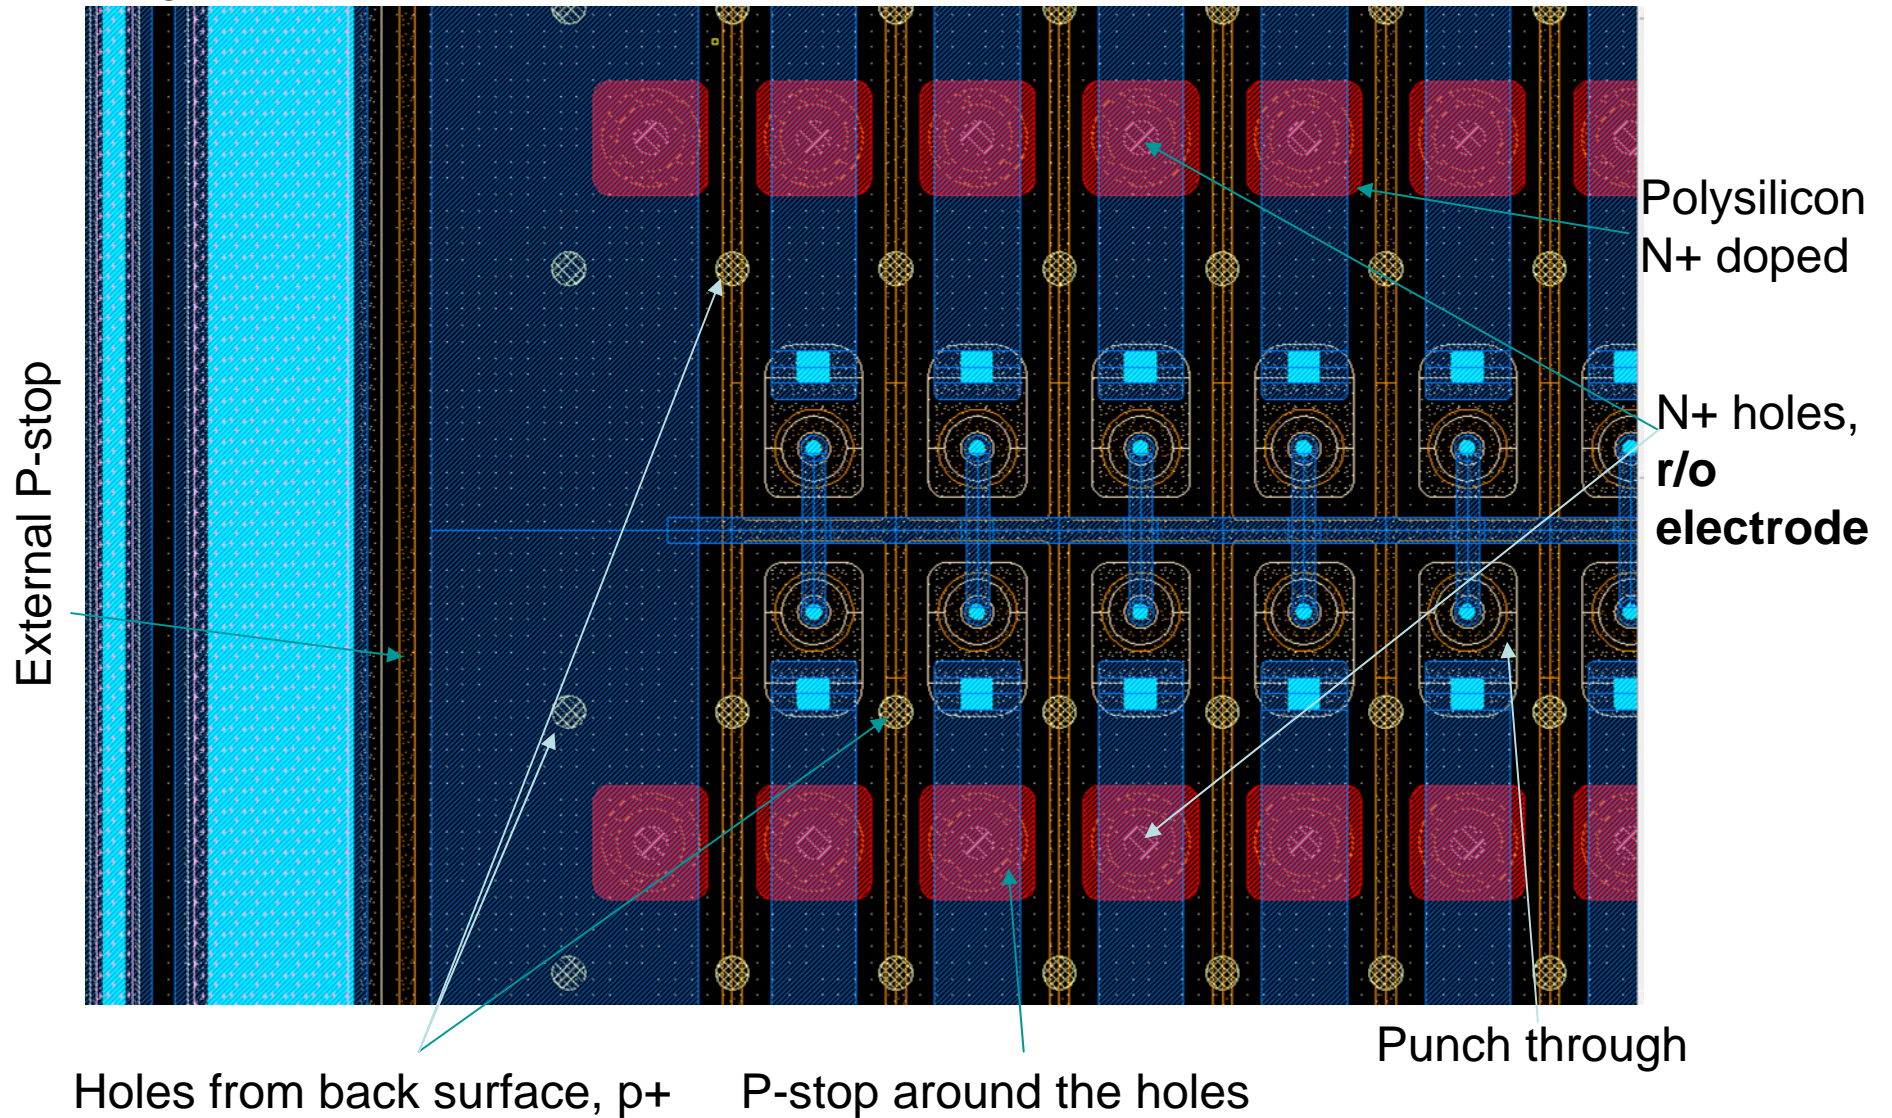 Polysilicon
N+ doped
External P-stop
N+ holes,
r/o
electrode
Punch through
Holes from back surface, p+
P-stop around the holes